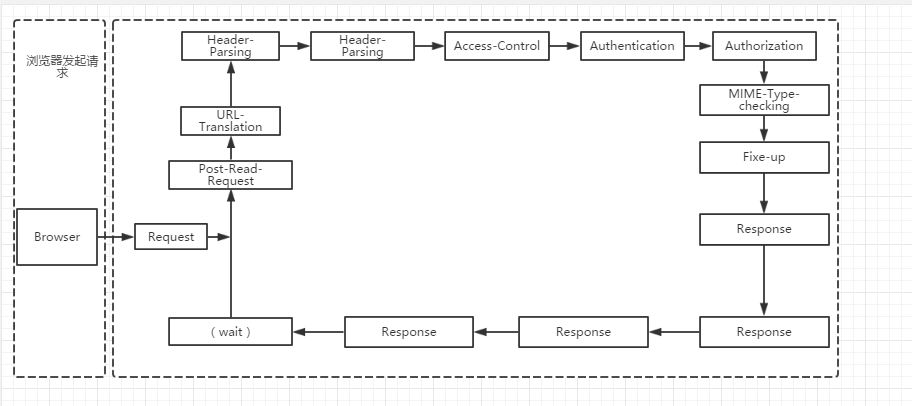 浏览器发起请
求
Header-
Parsing
Header-
Parsing
Access-Control
Authentication
Authorization
URL-
Translation
MIME-Type-
checking
Post-Read-
Request
Fixe-up
Browser
Request
Response
（wait）
Response
Response
Response